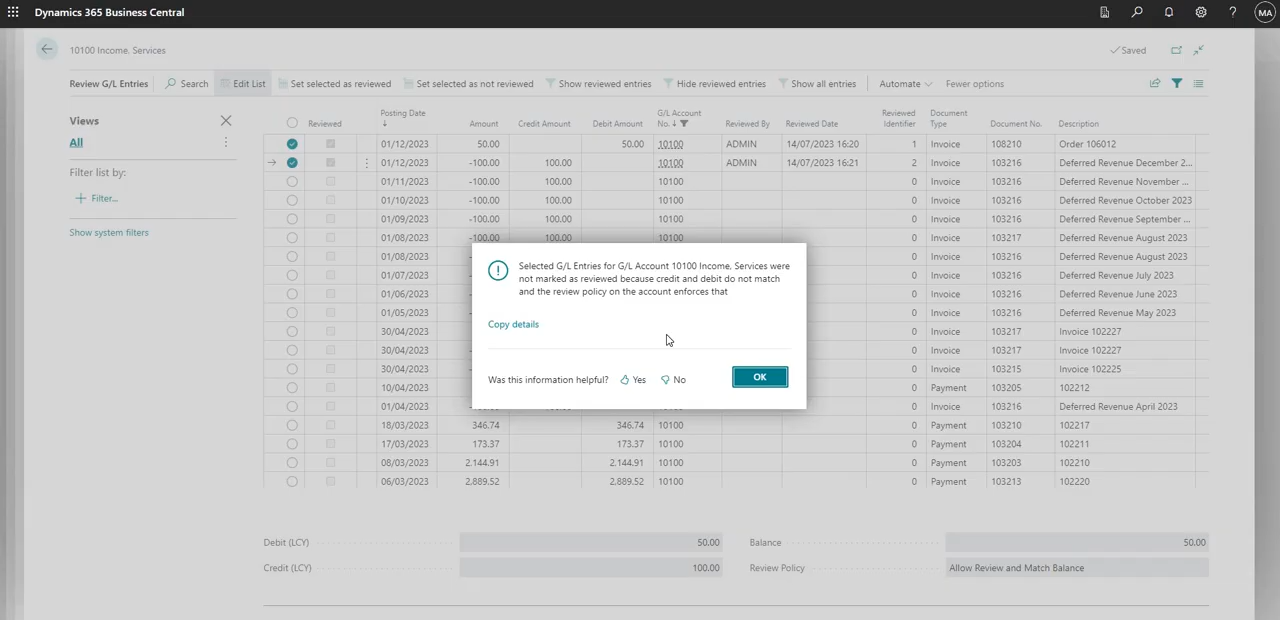 Dynamics 365 Business Central
MA
10100 Income, Services
Saved
Review G/L Entries
Search
Edit List
Set selected as reviewed
Set selected as not reviewed
Show reviewed entries
Hide reviewed entries
Show all entries
Automate
Fewer options
Views
All
Filter list by:
Filter...
Show system filters
Reviewed Posting Date Amount Credit Amount Debit Amount G/L Account No. Reviewed By Reviewed Date Reviewed Identifier Document Type Document No. Description
01/12/2023 50.00 50.00 10100 ADMIN 14/07/2023 16:20 1 Invoice 108210 Order 106012
01/12/2023 -100.00 100.00 10100 ADMIN 14/07/2023 16:21 2 Invoice 103216 Deferred Revenue December 2...
01/11/2023 -100.00 100.00 10100 0 Invoice 103216 Deferred Revenue November ...
01/10/2023 -100.00 100.00 10100 0 Invoice 103216 Deferred Revenue October 2023
01/09/2023 -100.00 100.00 10100 0 Invoice 103216 Deferred Revenue September ...
01/08/2023 -100.00 100.00 10100 0 Invoice 103217 Deferred Revenue August 2023
01/08/2023 0 Invoice 103216 Deferred Revenue August 2023
01/07/2023 0 Invoice 103216 Deferred Revenue July 2023
01/06/2023 0 Invoice 103216 Deferred Revenue June 2023
01/05/2023 0 Invoice 103216 Deferred Revenue May 2023
30/04/2023 0 Invoice 103217 Invoice 102227
30/04/2023 0 Invoice 103217 Invoice 102227
30/04/2023 0 Invoice 103215 Invoice 102225
10/04/2023 0 Payment 103205 102212
01/04/2023 10100 0 Invoice 103216 Deferred Revenue April 2023
18/03/2023 346.74 346.74 10100 0 Payment 103210 102217
17/03/2023 173.37 173.37 10100 0 Payment 103204 102211
08/03/2023 2.144.91 2.144.91 10100 0 Payment 103203 102210
06/03/2023 2,889.52 2,889.52 10100 0 Payment 103213 102220
Selected G/L Entries for G/L Account 10100 Income, Services were
not marked as reviewed because credit and debit do not match
and the review policy on the account enforces that
Copy details
Was this information helpful? Yes No
OK
Debit (LCY) 50.00 Balance 50.00
Credit (LCY) 100.00 Review Policy Allow Review and Match Balance